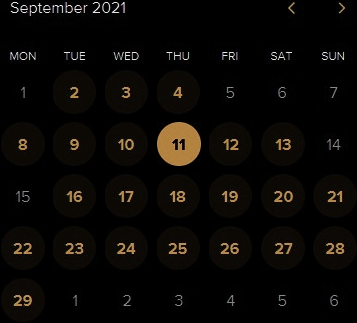 September 2021
MON TUE WED THU FRI SAT SUN
1 2 3 4 5 6 7
8 9 10 11 12 13 14
15 16 17 18 19 20 21
22 23 24 25 26 27 28
29 1 2 3 4 5 6